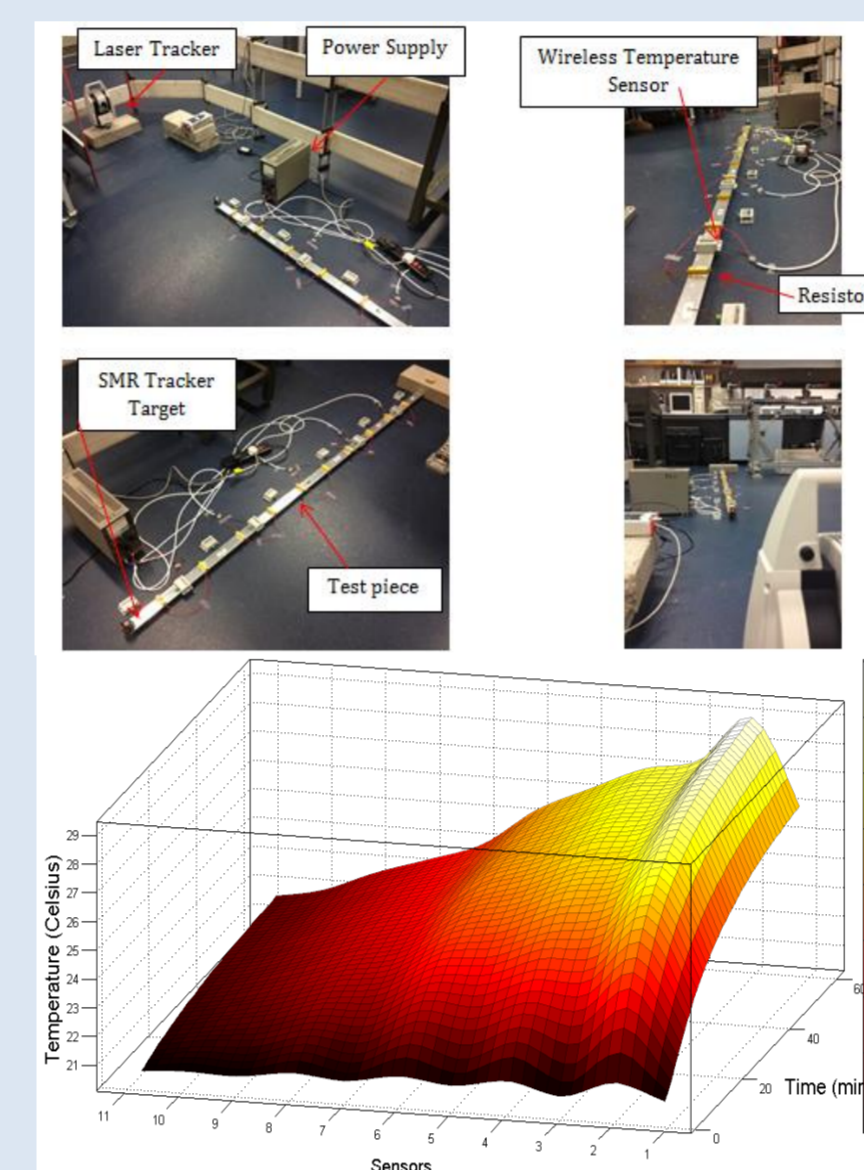 Laser Tracker
Power Supply
Wireless Temperature
Sensor
Resisto
SMR Tracker
Target
Test piece
29
28
27
26
25
24
23
22
21
Temperature (Celsius)
11
10
9
8
7
6
5
4
3
2
1
Sensors
0
20
40
60
Time (mi